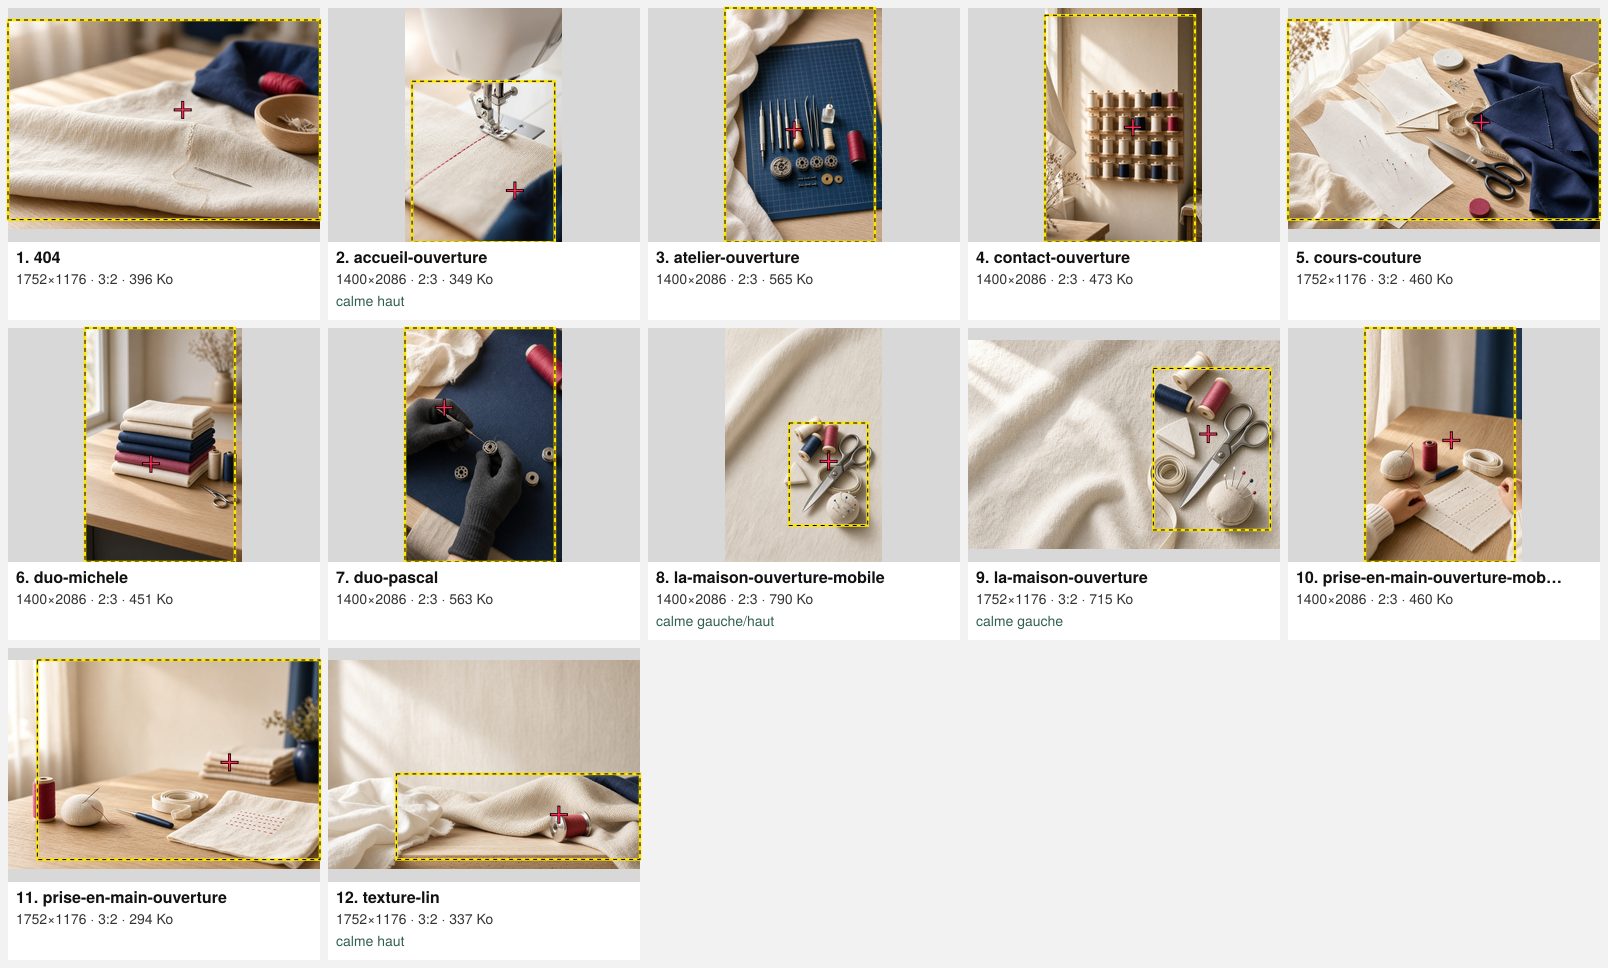 1. 404
1752×1176 · 3:2 · 396 Ko
2. accueil-ouverture
1400×2086 · 2:3 · 349 Ko
calme haut
3. atelier-ouverture
1400×2086 · 2:3 · 565 Ko
4. contact-ouverture
1400×2086 · 2:3 · 473 Ko
5. cours-couture
1752×1176 · 3:2 · 460 Ko
6. duo-michele
1400×2086 · 2:3 · 451 Ko
7. duo-pascal
1400×2086 · 2:3 · 563 Ko
8. la-maison-ouverture-mobile
1400×2086 · 2:3 · 790 Ko
calme gauche/haut
9. la-maison-ouverture
1752×1176 · 3:2 · 715 Ko
calme gauche
10. prise-en-main-ouverture-mob…
1400×2086 · 2:3 · 460 Ko
11. prise-en-main-ouverture
1752×1176 · 3:2 · 294 Ko
12. texture-lin
1752×1176 · 3:2 · 337 Ko
calme haut